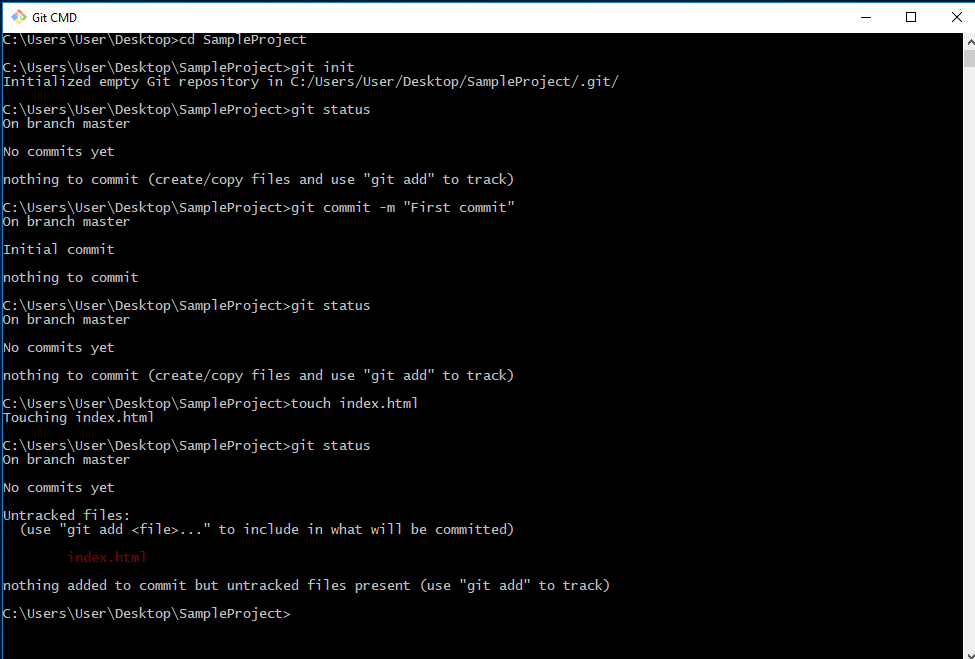 Git CMD
C:\Users\User\Desktop>cd SampleProject
C:\Users\User\Desktop\SampleProject>git init
Initialized empty Git repository in C:/Users/User/Desktop/SampleProject/.git/
C:\Users\User\Desktop\SampleProject>git status
On branch master
No commits yet
nothing to commit (create/copy files and use "git add" to track)
C:\Users\User\Desktop\SampleProject>git commit -m "First commit"
On branch master
Initial commit
nothing to commit
C:\Users\User\Desktop\SampleProject>git status
On branch master
No commits yet
nothing to commit (create/copy files and use "git add" to track)
C:\Users\User\Desktop\SampleProject>touch index.html
Touching index.html
C:\Users\User\Desktop\SampleProject>git status
On branch master
No commits yet
Untracked files:
  (use "git add <file>..." to include in what will be committed)
        index.html
nothing added to commit but untracked files present (use "git add" to track)
C:\Users\User\Desktop\SampleProject>